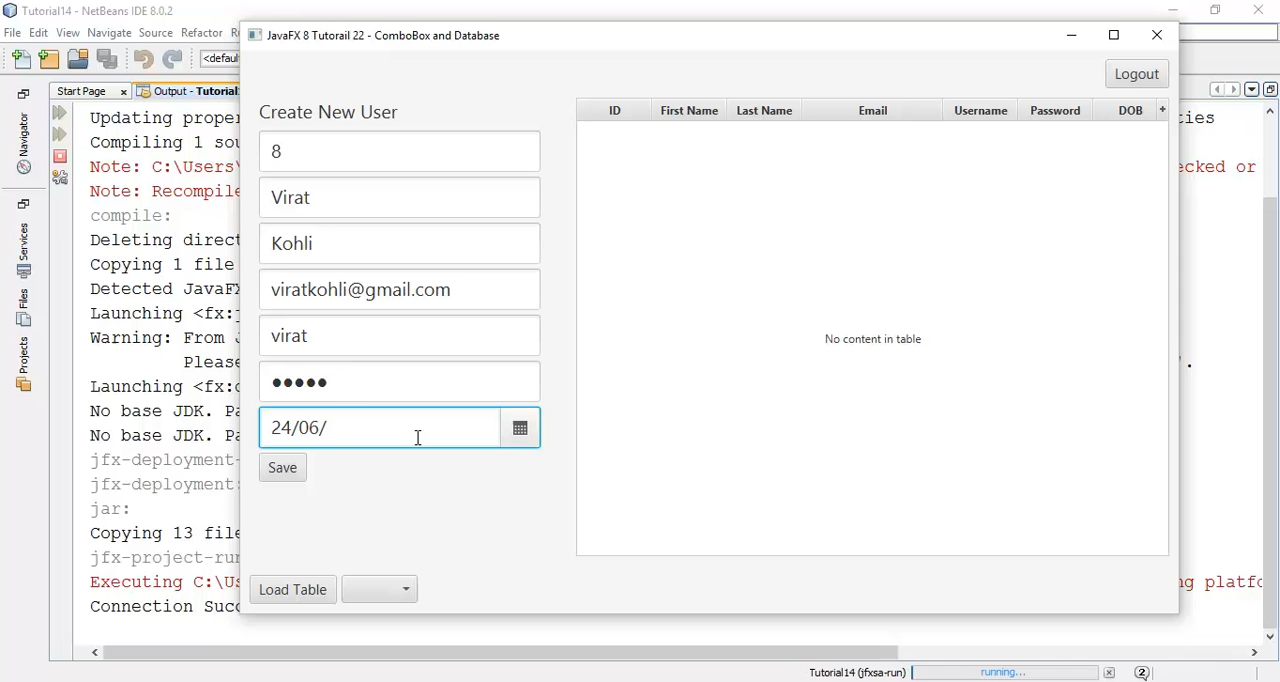 Tutorial14 - NetBeans IDE 8.0.2
File Edit View Navigate Source Refactor
<defaul
JavaFX 8 Tutorail 22 - ComboBox and Database
Logout
Start Page
Output - Tutorial
Navigator
Services
Files
Projects
Updating proper
ties
Compiling 1 sou
Note: C:\Users\
ecked or
Note: Recompile
compile:
Deleting direct
Copying 1 file
Detected JavaFX
Launching <fx:j
Warning: From J
Please
'.
Launching <fx:d
No base JDK. Pa
No base JDK. Pa
jfx-deployment-
jfx-deployment:
jar:
Copying 13 file
jfx-project-run
Executing C:\Us
ng platfo
Connection Succ
Create New User
8
Virat
Kohli
viratkohli@gmail.com
virat
●●●●●
24/06/
Save
Load Table
ID First Name Last Name Email Username Password DOB +
No content in table
Tutorial14 (jfxsa-run)
running...
2